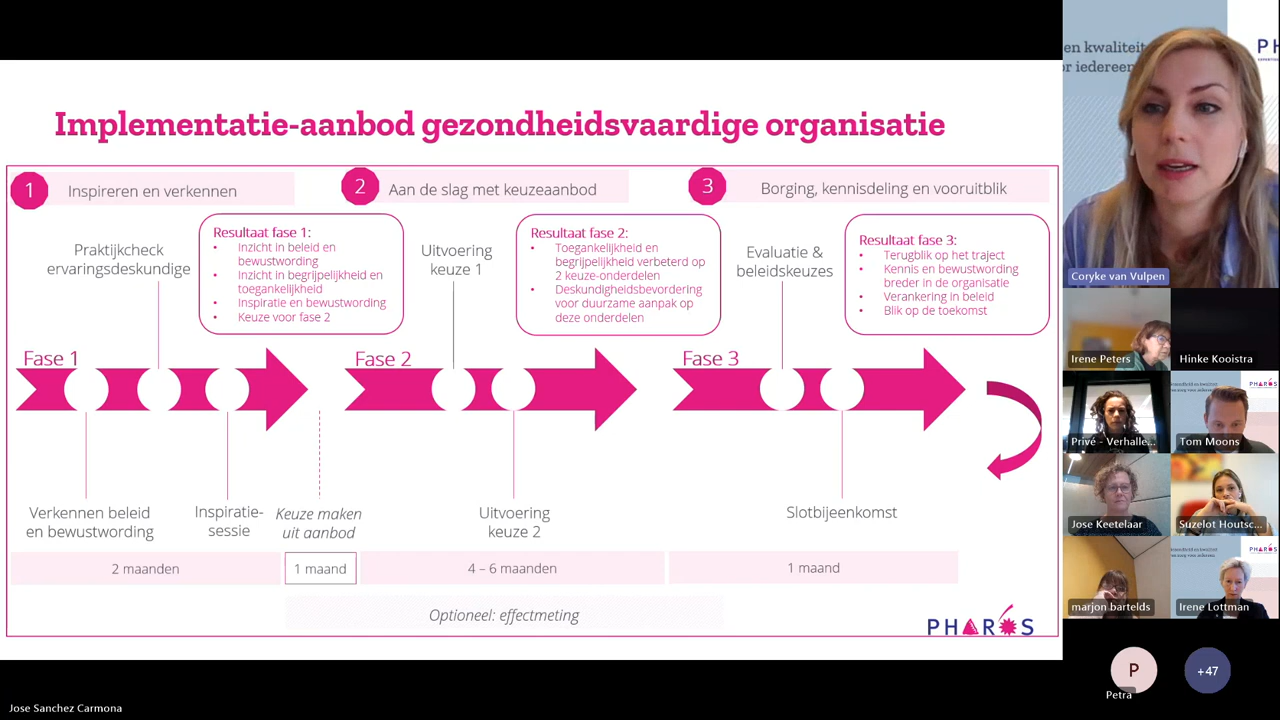 en kwaliteit
or iedereen
PH
Implementatie-aanbod gezondheidsvaardige organisatie
1 Inspireren en verkennen
2 Aan de slag met keuzeaanbod
3 Borging, kennisdeling en vooruitblik
Praktijkcheck
ervaringsdeskundige
Resultaat fase 1:
• Inzicht in beleid en
bewustwording
• Inzicht in begrijpelijkheid en
toegankelijkheid
• Inspiratie en bewustwording
• Keuze voor fase 2
Uitvoering
keuze 1
Resultaat fase 2:
• Toegankelijkheid en
begrijpelijkheid verbeterd op
2 keuze-onderdelen
• Deskundigheidsbevordering
voor duurzame aanpak op
deze onderdelen
Evaluatie &
beleidskeuzes
Resultaat fase 3:
• Terugblik op het traject
• Kennis en bewustwording
breder in de organisatie
• Verankering in beleid
• Blik op de toekomst
Fase 1
Fase 2
Fase 3
Verkennen beleid
en bewustwording
Inspiratie-
sessie
Keuze maken
uit aanbod
Uitvoering
keuze 2
Slotbijeenkomst
2 maanden
1 maand
4 – 6 maanden
1 maand
Optioneel: effectmeting
PHAROS
Coryke van Vulpen
Irene Peters
Hinke Kooistra
Privé - Verhalle...
Tom Moons
Jose Keetelaar
Suzelot Houtsc...
marjon bartelds
Irene Lottman
P
Petra
+47
Jose Sanchez Carmona